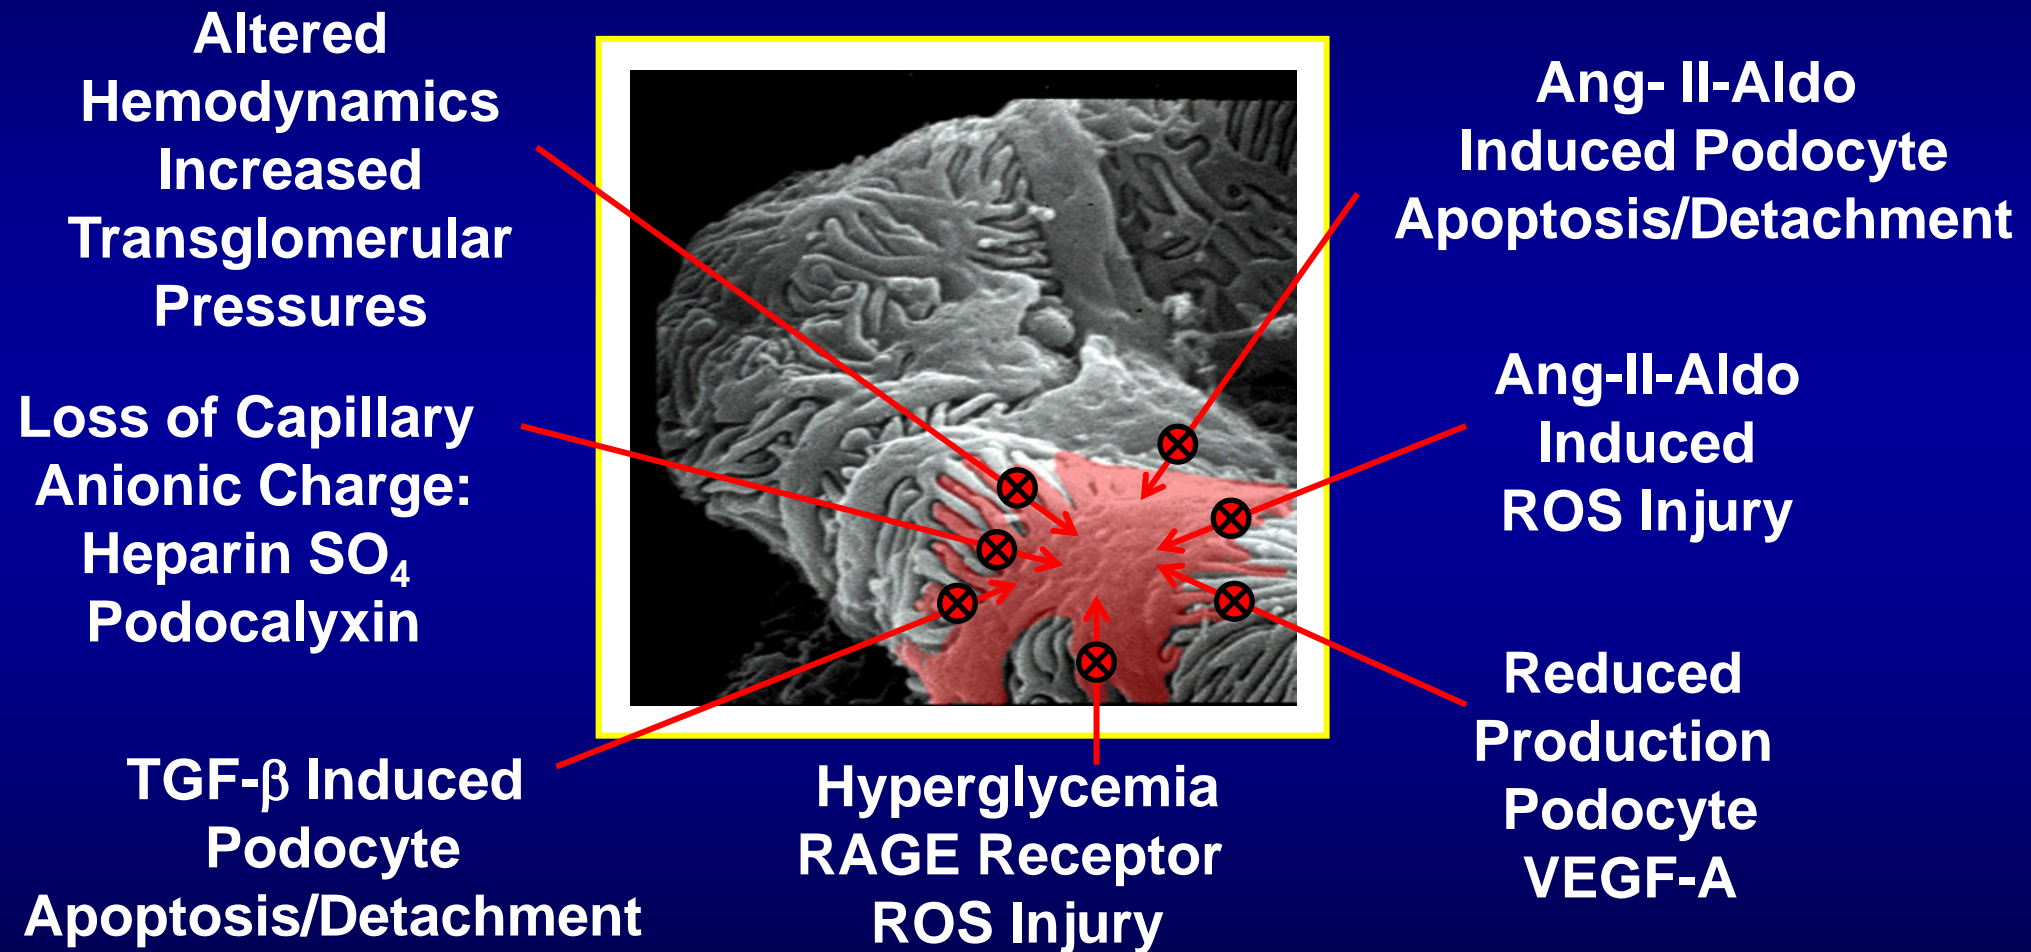 Altered
Hemodynamics
Increased
Transglomerular
Pressures
Loss of Capillary
Anionic Charge:
Heparin SO₄
Podocalyxin
TGF-β Induced
Podocyte
Apoptosis/Detachment
Hyperglycemia
RAGE Receptor
ROS Injury
Ang- II-Aldo
Induced Podocyte
Apoptosis/Detachment
Ang-II-Aldo
Induced
ROS Injury
Reduced
Production
Podocyte
VEGF-A